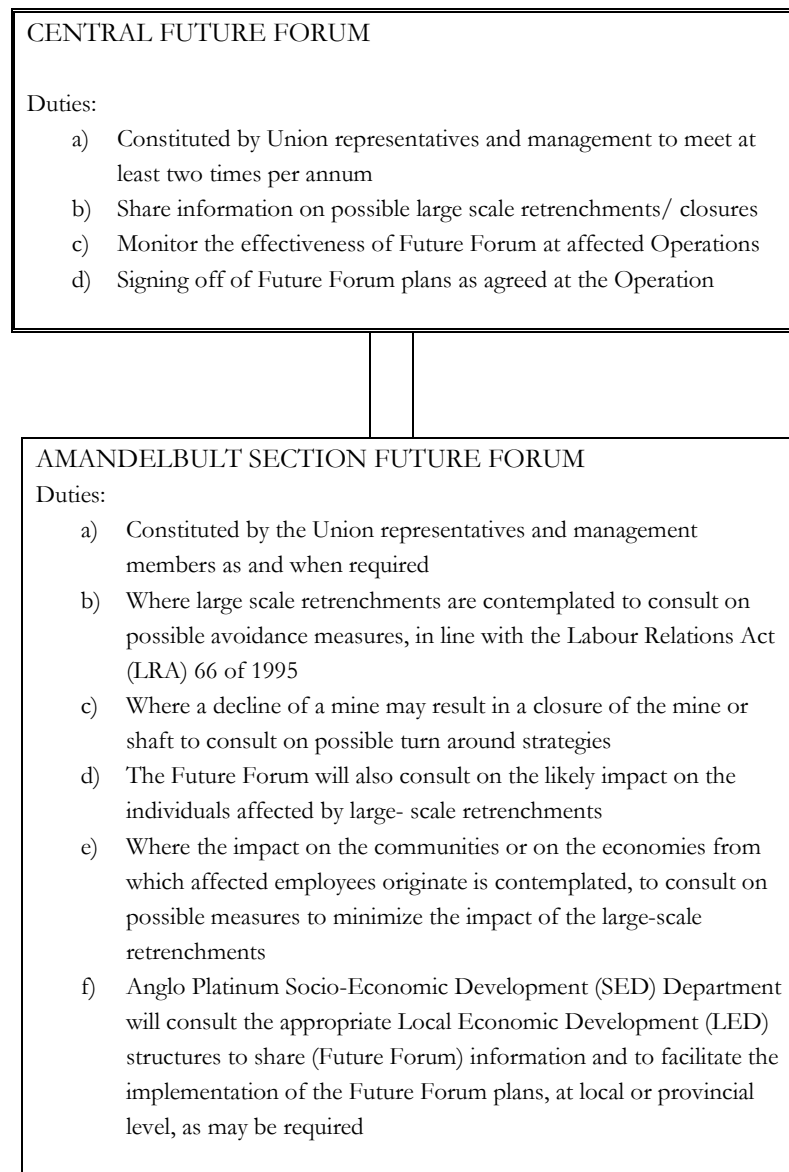 CENTRAL FUTURE FORUM
Duties:
a) Constituted by Union representatives and management to meet at
least two times per annum
b) Share information on possible large scale retrenchments/ closures
c) Monitor the effectiveness of Future Forum at affected Operations
d) Signing off of Future Forum plans as agreed at the Operation
AMANDELBULT SECTION FUTURE FORUM
Duties:
a) Constituted by the Union representatives and management
members as and when required
b) Where large scale retrenchments are contemplated to consult on
possible avoidance measures, in line with the Labour Relations Act
(LRA) 66 of 1995
c) Where a decline of a mine may result in a closure of the mine or
shaft to consult on possible turn around strategies
d) The Future Forum will also consult on the likely impact on the
individuals affected by large- scale retrenchments
e) Where the impact on the communities or on the economies from
which affected employees originate is contemplated, to consult on
possible measures to minimize the impact of the large-scale
retrenchments
f) Anglo Platinum Socio-Economic Development (SED) Department
will consult the appropriate Local Economic Development (LED)
structures to share (Future Forum) information and to facilitate the
implementation of the Future Forum plans, at local or provincial
level, as may be required